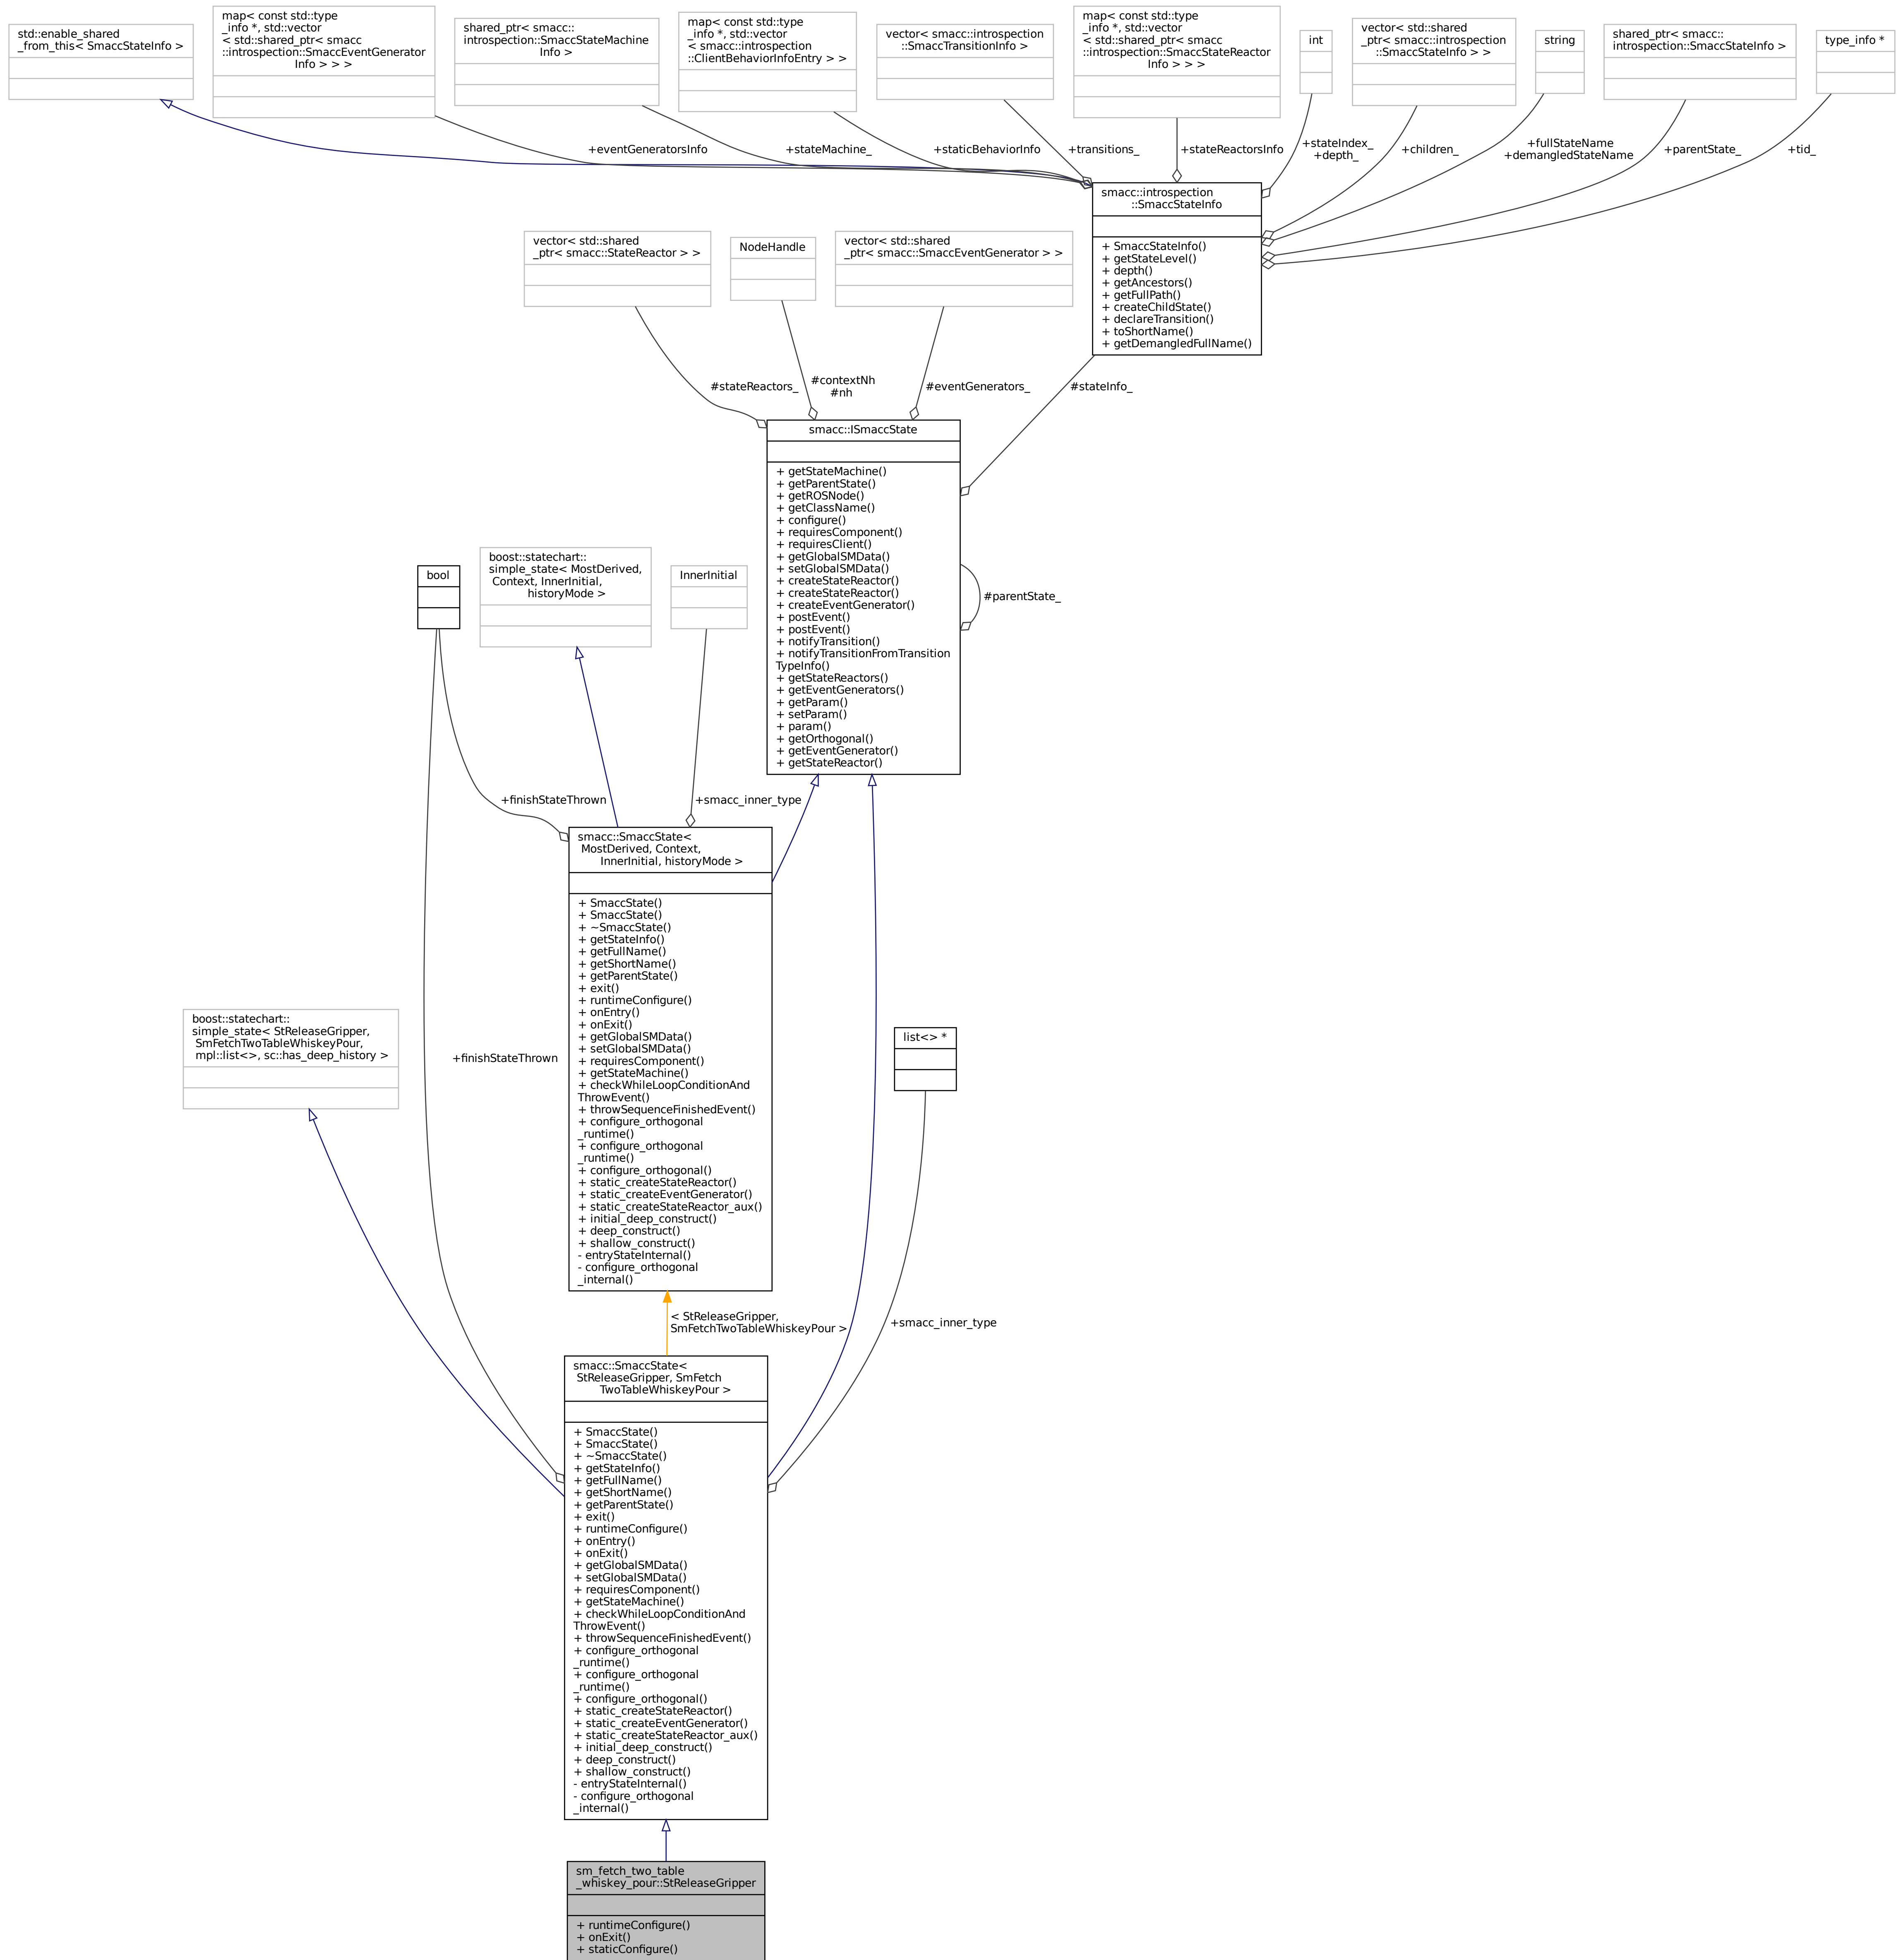 std::enable_shared
_from_this< SmaccStateInfo >
map< const std::type
_info *, std::vector
< std::shared_ptr< smacc
::introspection::SmaccEventGenerator
Info > > >
shared_ptr< smacc::
introspection::SmaccStateMachine
Info >
map< const std::type
_info *, std::vector
< smacc::introspection
::ClientBehaviorInfoEntry > >
vector< smacc::introspection
::SmaccTransitionInfo >
map< const std::type
_info *, std::vector
< std::shared_ptr< smacc
::introspection::SmaccStateReactor
Info > > >
int
vector< std::shared
_ptr< smacc::introspection
::SmaccStateInfo > >
string
shared_ptr< smacc::
introspection::SmaccStateInfo >
type_info *
+eventGeneratorsInfo
+stateMachine_
+staticBehaviorInfo
+transitions_
+stateReactorsInfo
+stateIndex_
+depth_
+children_
+fullStateName
+demangledStateName
+parentState_
+tid_
smacc::introspection
::SmaccStateInfo
+ SmaccStateInfo()
+ getStateLevel()
+ depth()
+ getAncestors()
+ getFullPath()
+ createChildState()
+ declareTransition()
+ toShortName()
+ getDemangledFullName()
vector< std::shared
_ptr< smacc::StateReactor > >
NodeHandle
vector< std::shared
_ptr< smacc::SmaccEventGenerator > >
#stateReactors_
#contextNh
#nh
#eventGenerators_
#stateInfo_
smacc::ISmaccState
+ getStateMachine()
+ getParentState()
+ getROSNode()
+ getClassName()
+ configure()
+ requiresComponent()
+ requiresClient()
+ getGlobalSMData()
+ setGlobalSMData()
+ createStateReactor()
+ createStateReactor()
+ createEventGenerator()
+ postEvent()
+ postEvent()
+ notifyTransition()
+ notifyTransitionFromTransition
TypeInfo()
+ getStateReactors()
+ getEventGenerators()
+ getParam()
+ setParam()
+ param()
+ getOrthogonal()
+ getEventGenerator()
+ getStateReactor()
#parentState_
bool
boost::statechart::
simple_state< MostDerived,
Context, InnerInitial,
historyMode >
InnerInitial
+finishStateThrown
+smacc_inner_type
smacc::SmaccState<
MostDerived, Context,
InnerInitial, historyMode >
+ SmaccState()
+ SmaccState()
+ ~SmaccState()
+ getStateInfo()
+ getFullName()
+ getShortName()
+ getParentState()
+ exit()
+ runtimeConfigure()
+ onEntry()
+ onExit()
+ getGlobalSMData()
+ setGlobalSMData()
+ requiresComponent()
+ getStateMachine()
+ checkWhileLoopConditionAnd
ThrowEvent()
+ throwSequenceFinishedEvent()
+ configure_orthogonal
_runtime()
+ configure_orthogonal
_runtime()
+ configure_orthogonal()
+ static_createStateReactor()
+ static_createEventGenerator()
+ static_createStateReactor_aux()
+ initial_deep_construct()
+ deep_construct()
+ shallow_construct()
- entryStateInternal()
- configure_orthogonal
_internal()
boost::statechart::
simple_state< StReleaseGripper,
SmFetchTwoTableWhiskeyPour,
mpl::list<>, sc::has_deep_history >
+finishStateThrown
list<> *
< StReleaseGripper,
SmFetchTwoTableWhiskeyPour >
+smacc_inner_type
smacc::SmaccState<
StReleaseGripper, SmFetch
TwoTableWhiskeyPour >
+ SmaccState()
+ SmaccState()
+ ~SmaccState()
+ getStateInfo()
+ getFullName()
+ getShortName()
+ getParentState()
+ exit()
+ runtimeConfigure()
+ onEntry()
+ onExit()
+ getGlobalSMData()
+ setGlobalSMData()
+ requiresComponent()
+ getStateMachine()
+ checkWhileLoopConditionAnd
ThrowEvent()
+ throwSequenceFinishedEvent()
+ configure_orthogonal
_runtime()
+ configure_orthogonal
_runtime()
+ configure_orthogonal()
+ static_createStateReactor()
+ static_createEventGenerator()
+ static_createStateReactor_aux()
+ initial_deep_construct()
+ deep_construct()
+ shallow_construct()
- entryStateInternal()
- configure_orthogonal
_internal()
sm_fetch_two_table
_whiskey_pour::StReleaseGripper
+ runtimeConfigure()
+ onExit()
+ staticConfigure()